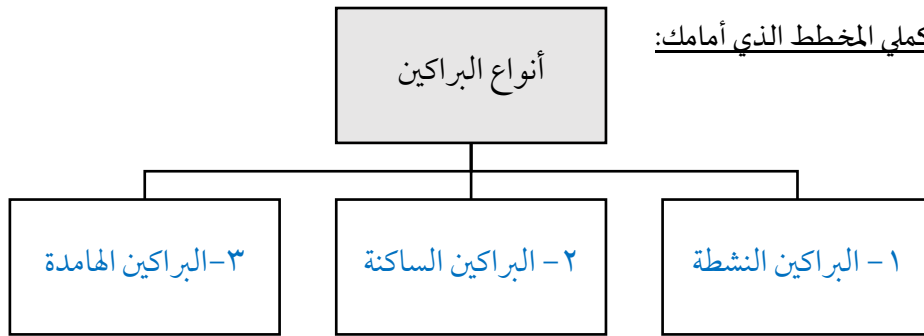 كملي المخطط الذي أمامك:
أنواع البراكين
١- البراكين النشطة
٢- البراكين الساكنة
٣-البراكين الهامدة